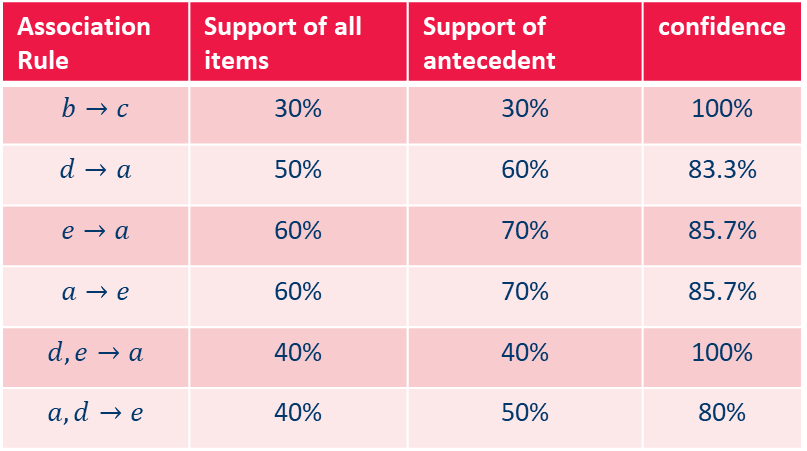 Association Rule Support of all items Support of antecedent confidence
b → c 30% 30% 100%
d → a 50% 60% 83.3%
e → a 60% 70% 85.7%
a → e 60% 70% 85.7%
d, e → a 40% 40% 100%
a, d → e 40% 50% 80%